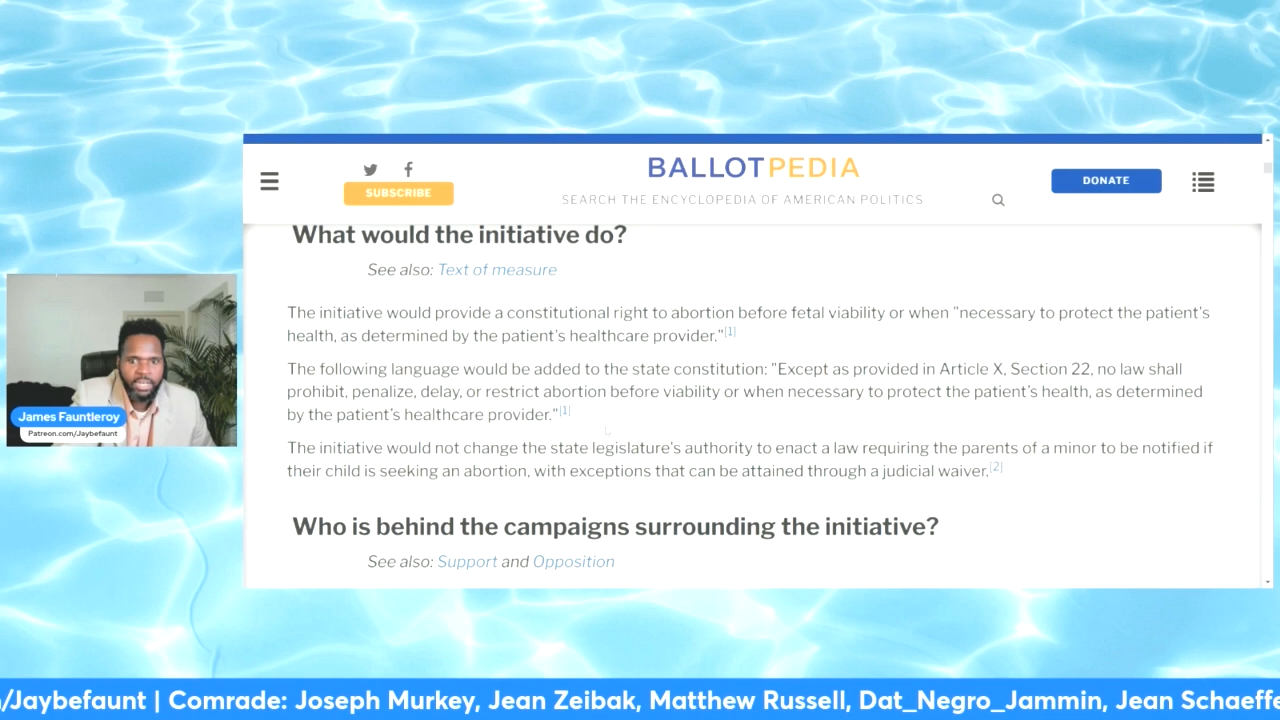 BALLOTPEDIA
SUBSCRIBE
SEARCH THE ENCYCLOPEDIA OF AMERICAN POLITICS
DONATE
What would the initiative do?
See also: Text of measure
The initiative would provide a constitutional right to abortion before fetal viability or when "necessary to protect the patient's
health, as determined by the patient's healthcare provider."[1]
The following language would be added to the state constitution: "Except as provided in Article X, Section 22, no law shall
prohibit, penalize, delay, or restrict abortion before viability or when necessary to protect the patient's health, as determined
by the patient’s healthcare provider."[1]
The initiative would not change the state legislature's authority to enact a law requiring the parents of a minor to be notified if
their child is seeking an abortion, with exceptions that can be attained through a judicial waiver.[2]
Who is behind the campaigns surrounding the initiative?
See also: Support and Opposition
James Fauntleroy
Patreon.com/Jaybefaunt
/Jaybefaunt | Comrade: Joseph Murkey, Jean Zeibak, Matthew Russell, Dat_Negro_Jammin, Jean Schaeffe